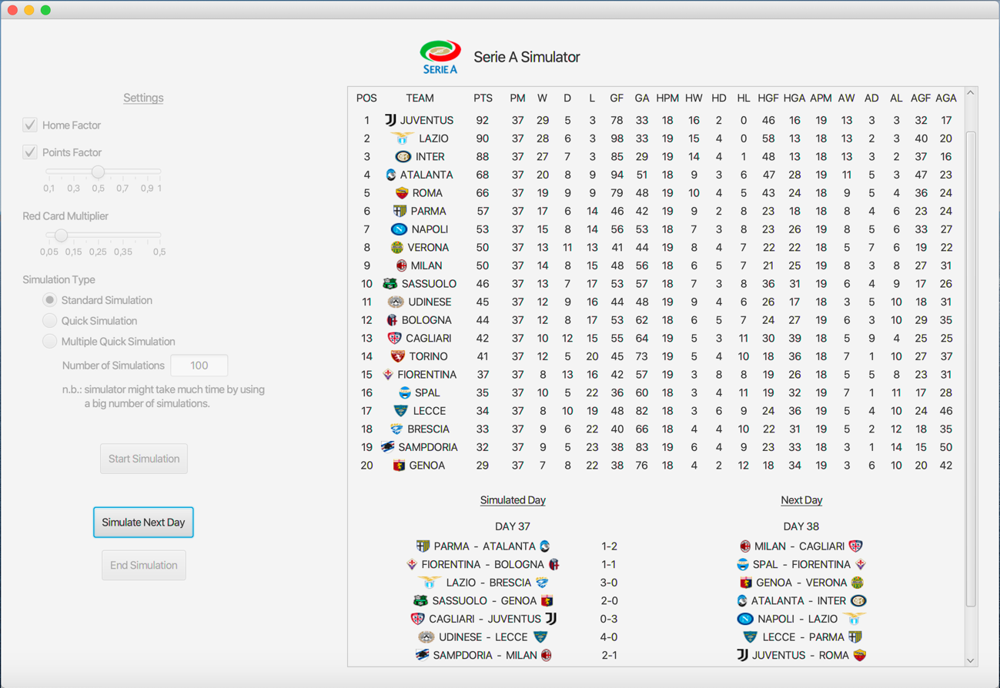 SERIE A
Serie A Simulator
Settings
Home Factor
Points Factor
0,1 0,3 0,5 0,7 0,9 1
Red Card Multiplier
0,05 0,15 0,25 0,35 0,5
Simulation Type
Standard Simulation
Quick Simulation
Multiple Quick Simulation
Number of Simulations 100
n.b.: simulator might take much time by using
a big number of simulations.
Start Simulation
Simulate Next Day
End Simulation
POS TEAM PTS PM W D L GF GA HPM HW HD HL HGF HGA APM AW AD AL AGF AGA
1 JUVENTUS 92 37 29 5 3 78 33 18 16 2 0 46 16 19 13 3 3 32 17
2 LAZIO 90 37 28 6 3 98 33 19 15 4 0 58 13 18 13 2 3 40 20
3 INTER 88 37 27 7 3 85 29 19 14 4 1 48 13 18 13 3 2 37 16
4 ATALANTA 68 37 20 8 9 94 51 18 9 3 6 47 28 19 11 5 3 47 23
5 ROMA 66 37 19 9 9 79 48 19 10 4 5 43 24 18 9 5 4 36 24
6 PARMA 57 37 17 6 14 46 42 19 9 2 8 23 18 18 8 4 6 23 24
7 NAPOLI 53 37 15 8 14 56 53 18 7 3 8 23 26 19 8 5 6 33 27
8 VERONA 50 37 13 11 13 41 44 19 8 4 7 22 22 18 5 7 6 19 22
9 MILAN 50 37 14 8 15 48 56 18 6 5 7 21 25 19 8 3 8 27 31
10 SASSUOLO 46 37 13 7 17 53 57 18 7 3 8 36 31 19 6 4 9 17 26
11 UDINESE 45 37 12 9 16 44 48 19 9 4 6 26 17 18 3 5 10 18 31
12 BOLOGNA 44 37 12 8 17 53 62 18 6 5 7 24 27 19 6 3 10 29 35
13 CAGLIARI 42 37 10 12 15 55 64 19 5 3 11 30 39 18 5 9 4 25 25
14 TORINO 41 37 12 5 20 45 73 19 5 4 10 18 36 18 7 1 10 27 37
15 FIORENTINA 37 37 8 13 16 42 57 19 3 8 8 19 26 18 5 5 8 23 31
16 SPAL 35 37 10 5 22 36 60 18 3 4 11 19 32 19 7 1 11 17 28
17 LECCE 34 37 8 10 19 48 82 18 3 6 9 24 36 19 5 4 10 24 46
18 BRESCIA 33 37 9 6 22 40 66 18 4 4 10 22 31 19 5 2 12 18 35
19 SAMPDORIA 32 37 9 5 23 38 83 19 6 4 9 23 33 18 3 1 14 15 50
20 GENOA 29 37 7 8 22 38 76 18 4 2 12 18 34 19 3 6 10 20 42
Simulated Day
DAY 37
PARMA - ATALANTA 1-2
FIORENTINA - BOLOGNA 1-1
LAZIO - BRESCIA 3-0
SASSUOLO - GENOA 2-0
CAGLIARI - JUVENTUS 0-3
UDINESE - LECCE 4-0
SAMPDORIA - MILAN 2-1
Next Day
DAY 38
MILAN - CAGLIARI
SPAL - FIORENTINA
GENOA - VERONA
ATALANTA - INTER
NAPOLI - LAZIO
LECCE - PARMA
JUVENTUS - ROMA